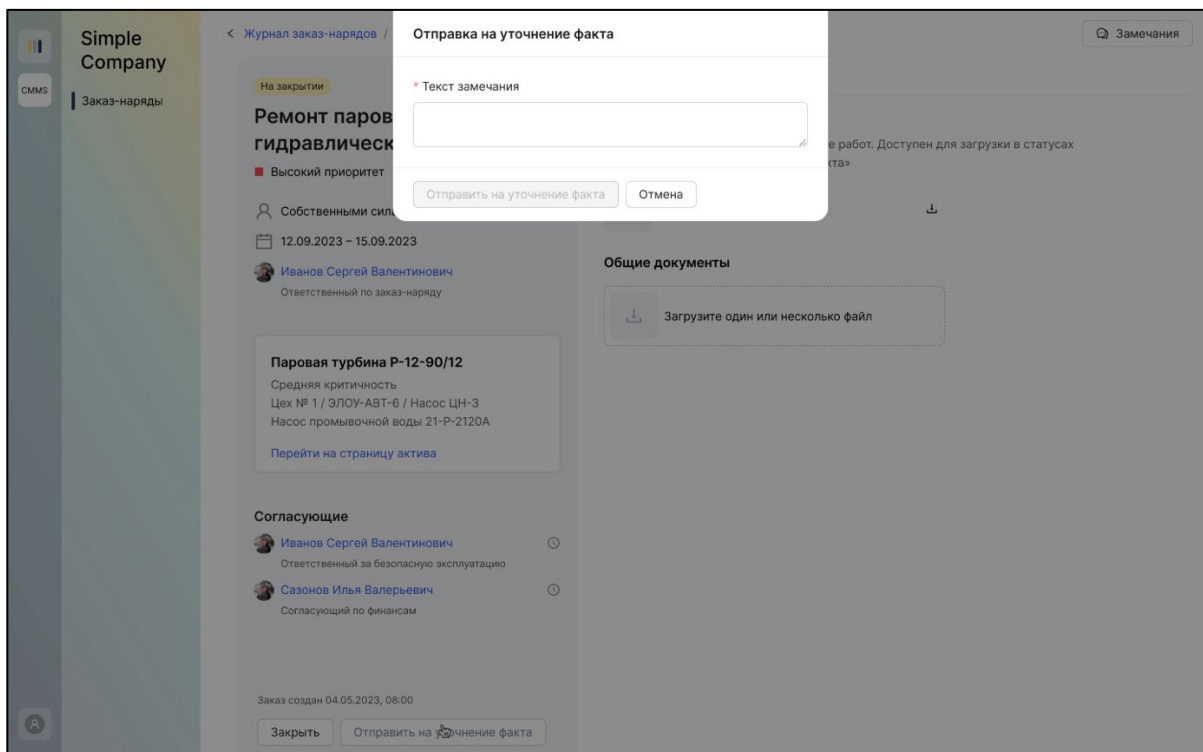 Simple
Company
CMMS
Заказ-наряды
< Журнал заказ-нарядов /
Замечания
Отправка на уточнение факта
* Текст замечания
Отправить на уточнение факта
Отмена
На закрытии
Ремонт паров
гидравлическ
Высокий приоритет
Собственными
12.09.2023 – 15.09.2023
Иванов Сергей Валентинович
Ответственный по заказ-наряду
Паровая турбина Р-12-90/12
Средняя критичность
Цех № 1 / ЭЛОУ-АВТ-6 / Насос ЦН-3
Насос промывочной воды 21-Р-2120А
Перейти на страницу актива
Согласующие
Иванов Сергей Валентинович
Ответственный за безопасную эксплуатацию
Сазонов Илья Валерьевич
Согласующий по финансам
Заказ создан 04.05.2023, 08:00
Закрыть
Отправить на уточнение факта
е работ. Доступен для загрузки в статусах
кта»
Общие документы
Загрузите один или несколько файл